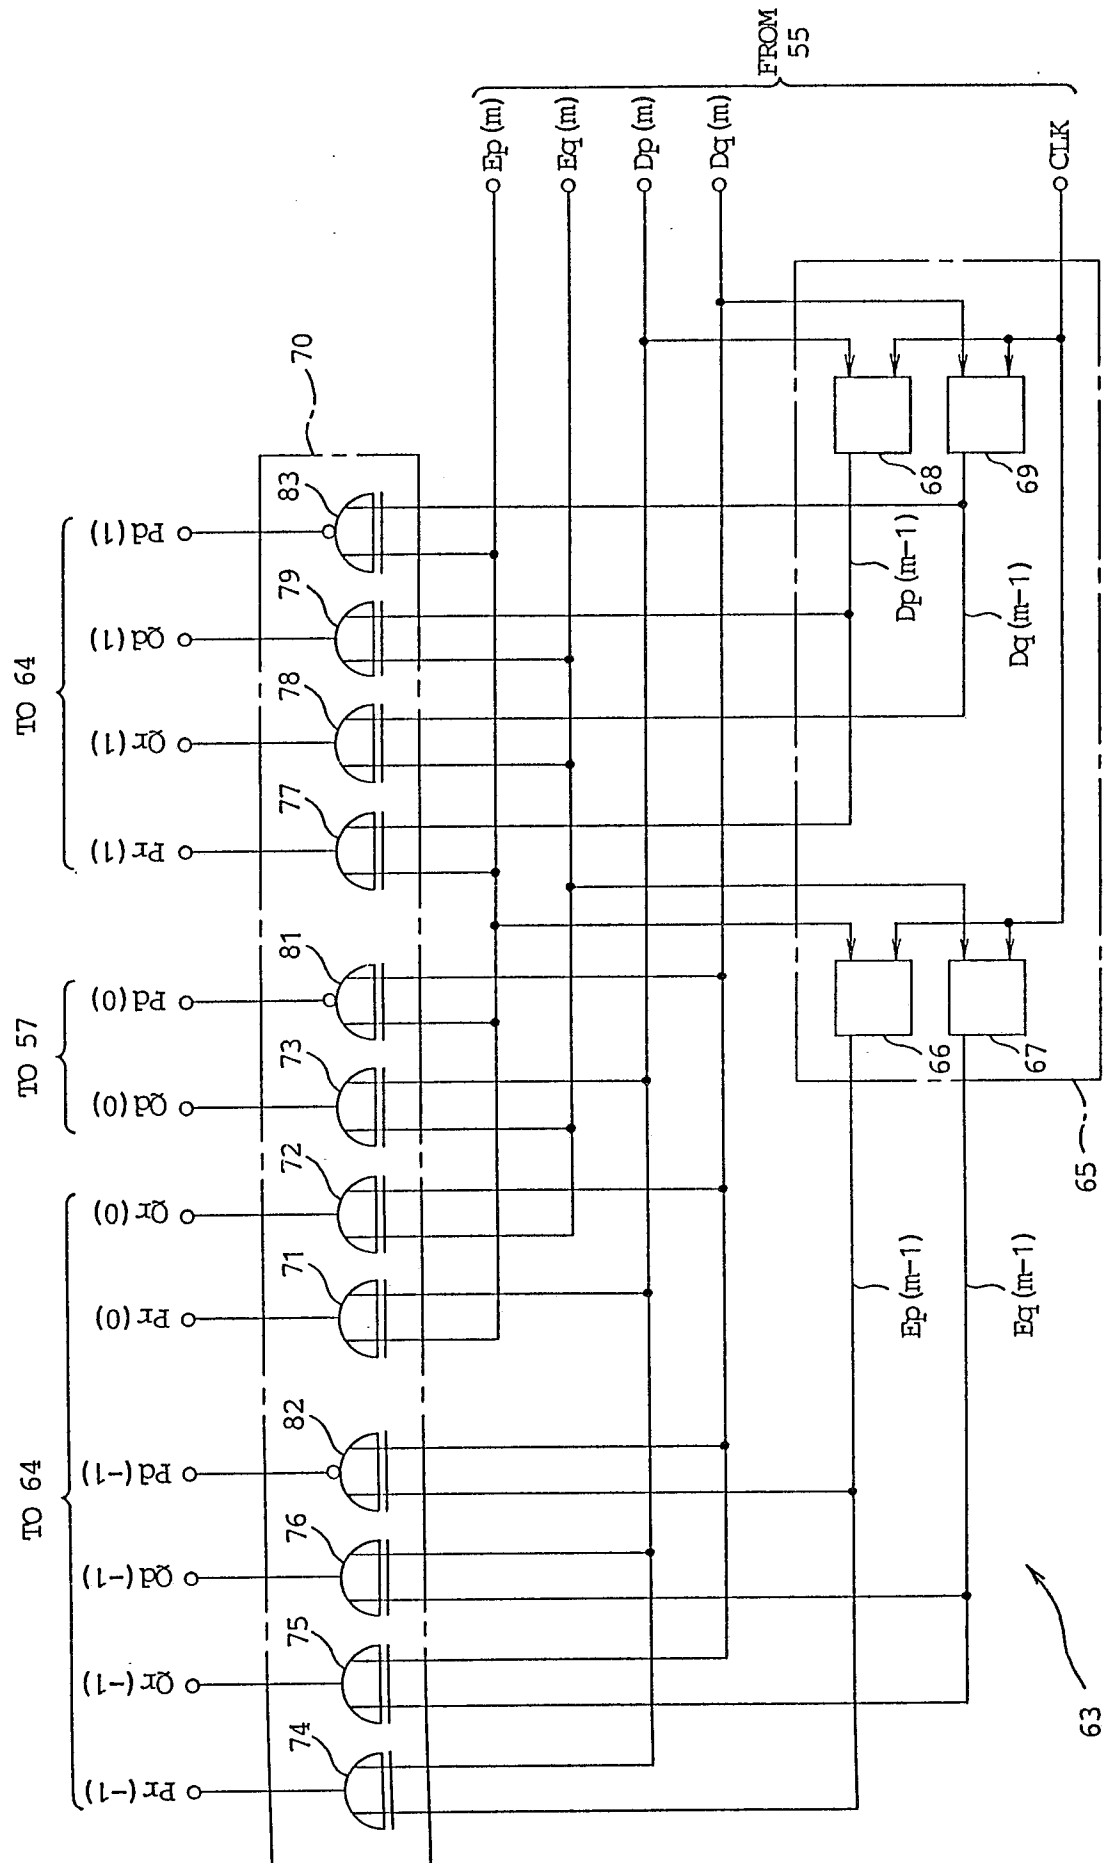 TO 64
TO 57
TO 64
Pr(-1)
Qr(-1)
Qd(-1)
Pd(-1)
Pr(0)
Qr(0)
Qd(0)
Pd(0)
Pr(1)
Qr(1)
Qd(1)
Pd(1)
70
74
75
76
82
71
72
73
81
77
78
79
83
Ep(m)
Eq(m)
Dp(m)
Dq(m)
CLK
FROM
55
66
67
68
69
Ep(m-1)
Eq(m-1)
Dp(m-1)
Dq(m-1)
65
63